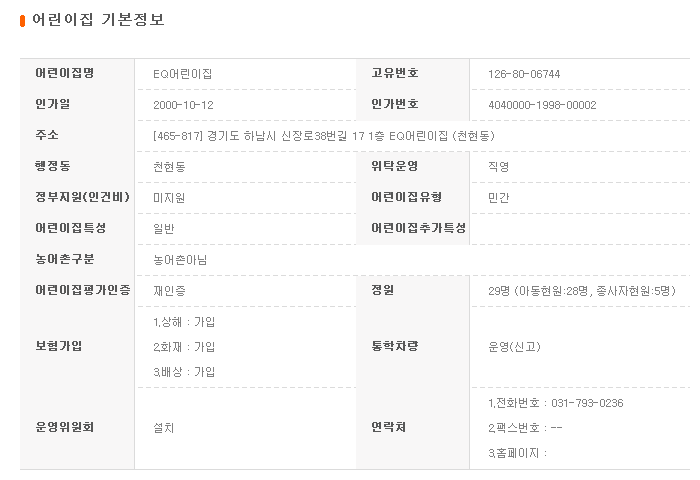 어린이집 기본정보
어린이집명 EQ어린이집 고유번호 126-80-06744
인가일 2000-10-12 인가번호 4040000-1998-00002
주소 [465-817] 경기도 하남시 신장로38번길 17 1층 EQ어린이집 (천현동)
행정동 천현동 위탁운영 직영
정부지원(인건비) 미지원 어린이집유형 민간
어린이집특성 일반 어린이집추가특성
농어촌구분 농어촌아님
어린이집평가인증 재인증 정원 29명 (아동현원:28명, 종사자현원:5명)
보험가입 1.상해 : 가입
2.화재 : 가입
3.배상 : 가입
통학차량 운영(신고)
운영위원회 설치
연락처 1.전화번호 : 031-793-0236
2.팩스번호 : --
3.홈페이지 :